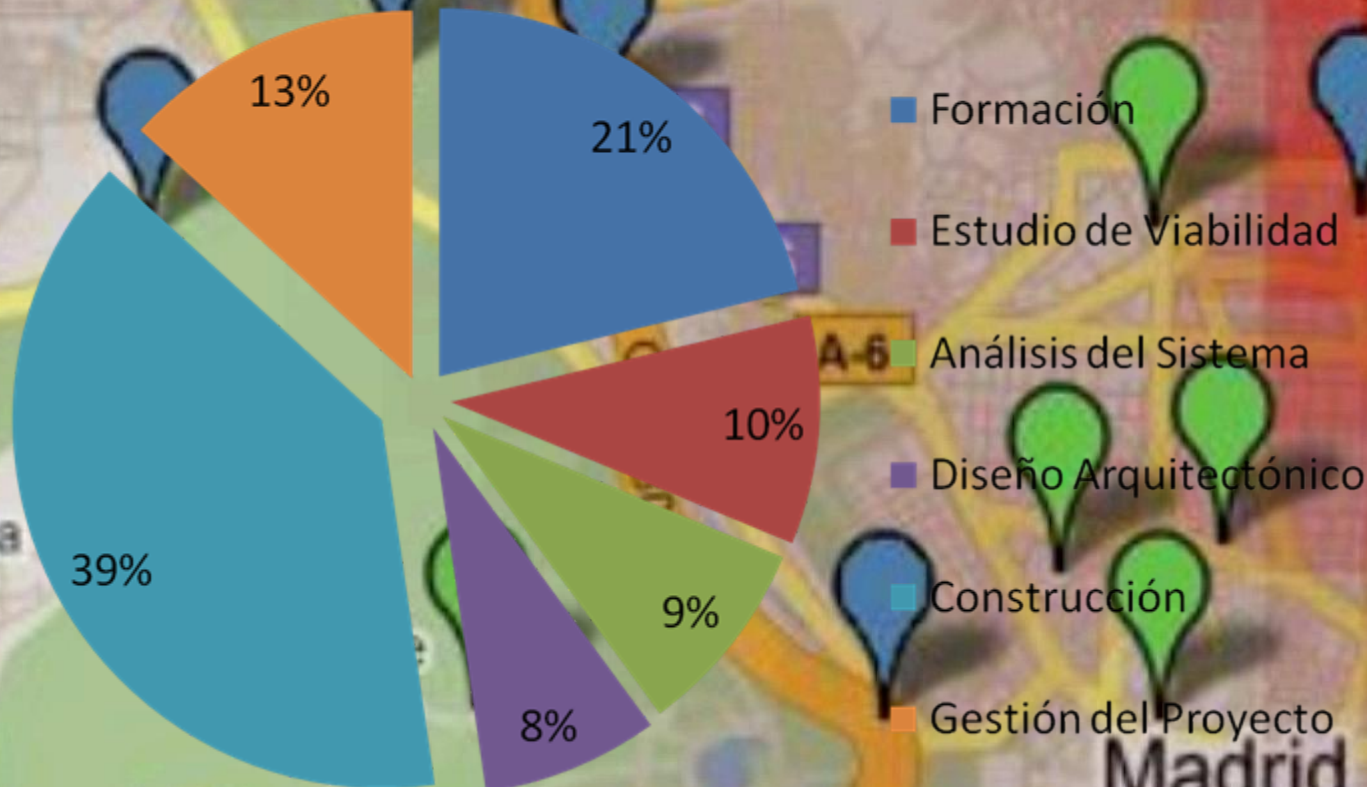 13%
21%
Formación
Estudio de Viabilidad
A-6
Análisis del Sistema
10%
Diseño Arquitectónico
39%
9%
Construcción
8%
Gestión del Proyecto
Madrid